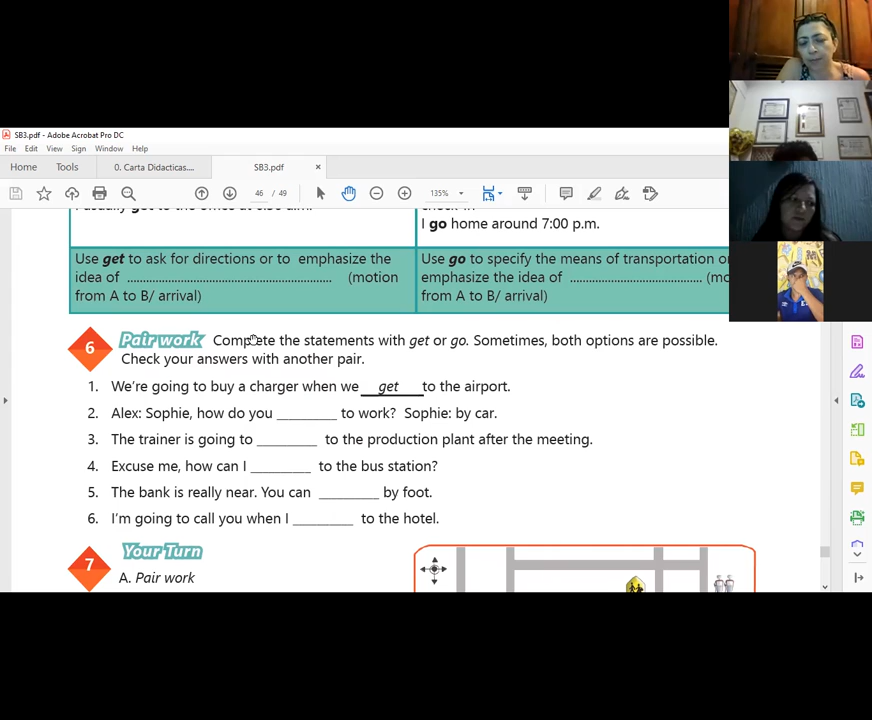 SB3.pdf - Adobe Acrobat Pro DC
File Edit View Sign Window Help
Home Tools 0. Carta Didacticas.... SB3.pdf ×
46 / 49 135%
I go home around 7:00 p.m.
Use get to ask for directions or to emphasize the
idea of .................................................................... (motion
from A to B/ arrival)
Use go to specify the means of transportation or
emphasize the idea of ............................................ (mo
from A to B/ arrival)
6 Pair work Complete the statements with get or go. Sometimes, both options are possible.
Check your answers with another pair.
1. We're going to buy a charger when we __get__ to the airport.
2. Alex: Sophie, how do you ________ to work? Sophie: by car.
3. The trainer is going to ________ to the production plant after the meeting.
4. Excuse me, how can I ________ to the bus station?
5. The bank is really near. You can ________ by foot.
6. I'm going to call you when I ________ to the hotel.
7 Your Turn
A. Pair work